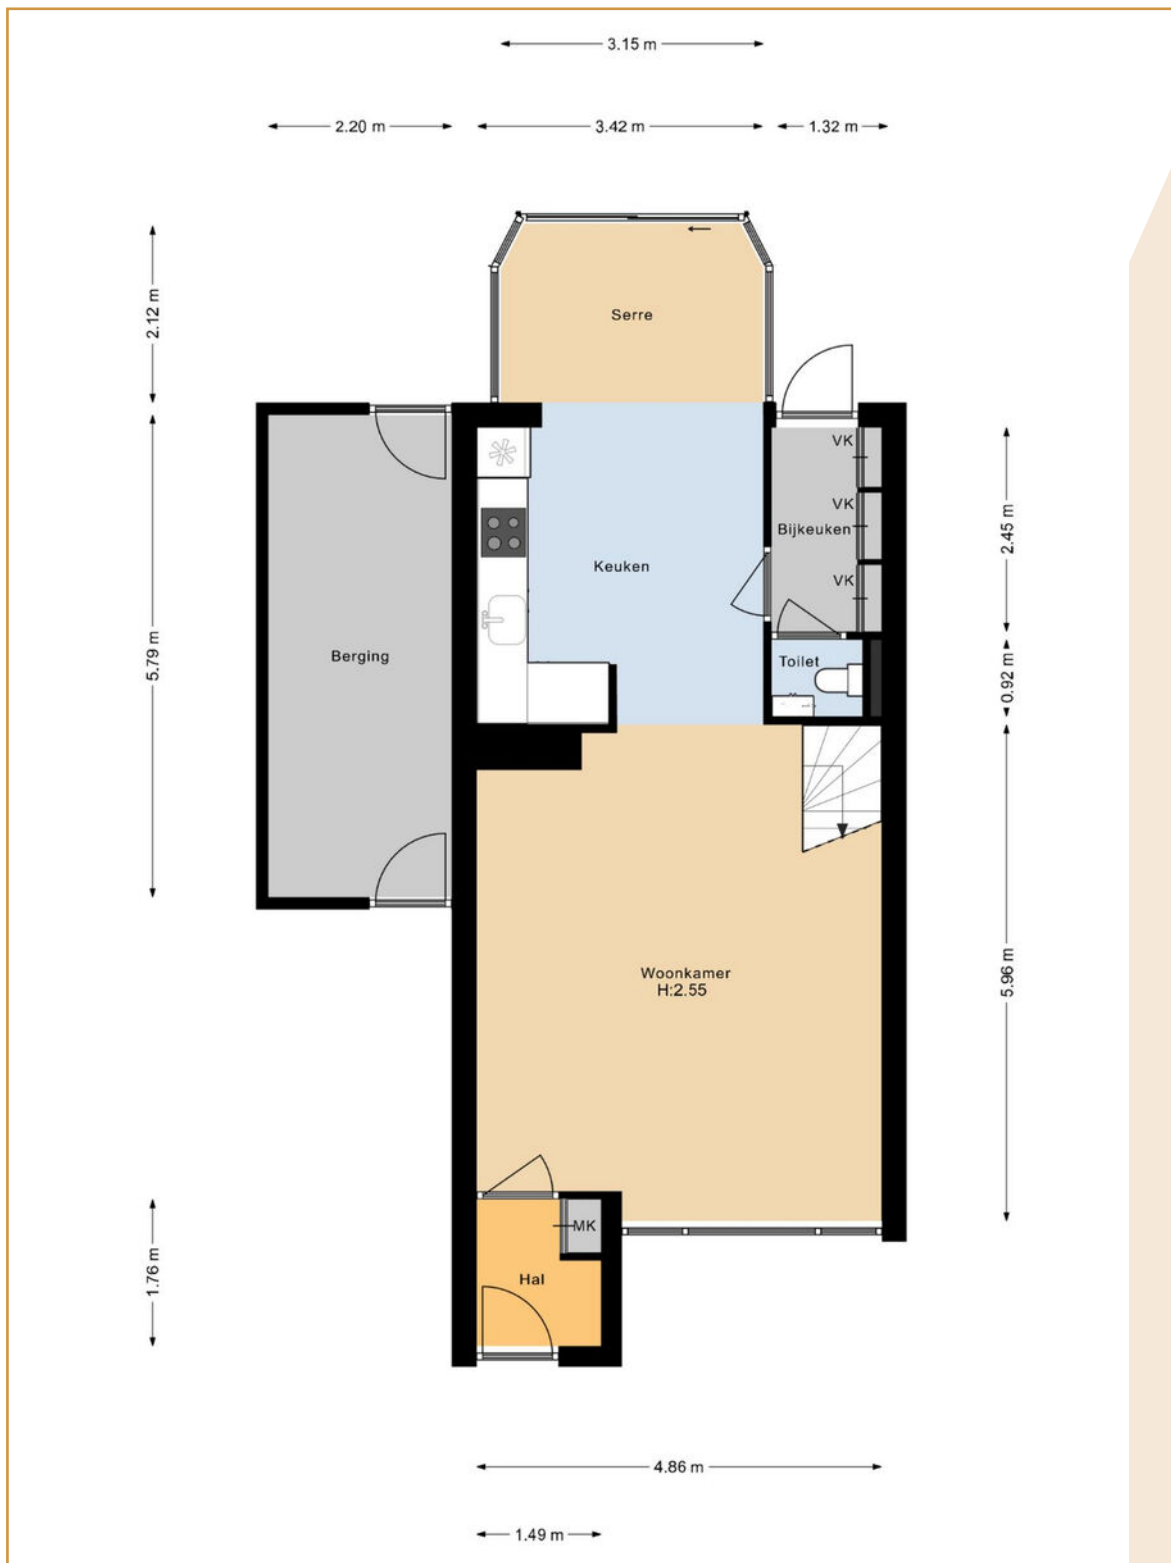 3.15 m
2.20 m
3.42 m
1.32 m
2.12 m
Serre
VK
VK
Bijkeuken
VK
2.45 m
Keuken
5.79 m
Berging
Toilet
0.92 m
Woonkamer
H:2.55
5.96 m
MK
Hal
1.76 m
4.86 m
1.49 m